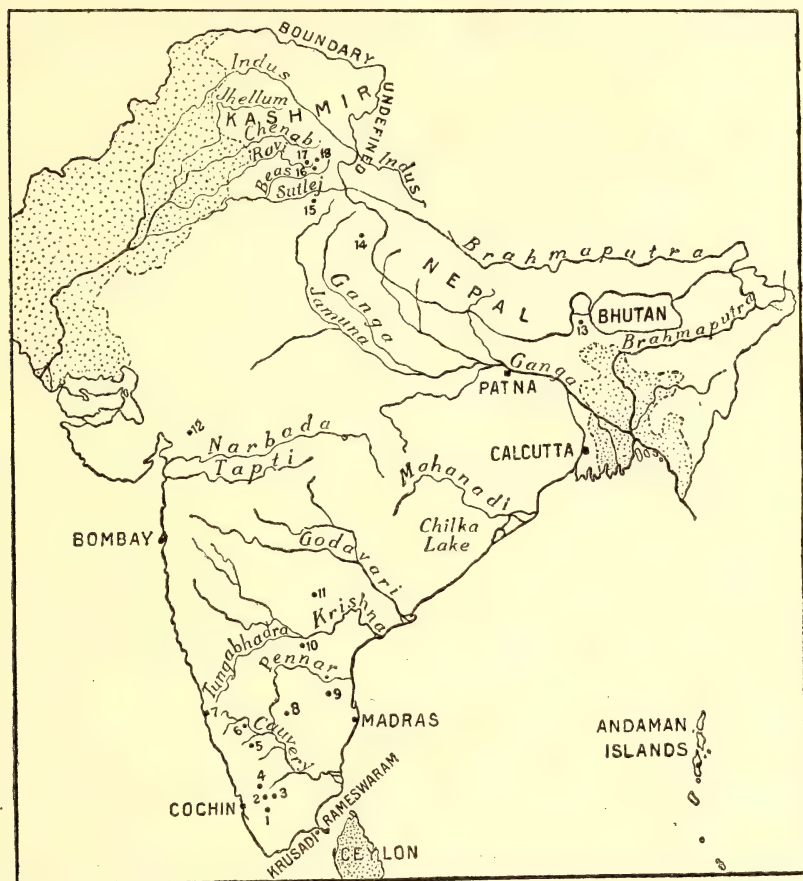 BOUNDARY
UNDEFINED
Indus
Jhellum
KASHMIR
Chenab
Ravi
17
18
16
Beas
Sutlej
Indus
15
14
Brahmaputra
NEPAL
Ganga
Jamuna
BHUTAN
13
Brahmaputra
Ganga
PATNA
12
Narbada
Tapti
CALCUTTA
Mahanadi
Chilka
Lake
BOMBAY
Godavari
11
Krishna
Tungabhadra
10
Pennar
9
8
7
MADRAS
6
Cauvery
5
ANDAMAN
ISLANDS
4
2
3
COCHIN
1
KRUSADI
RAMESWARAM
CEYLON